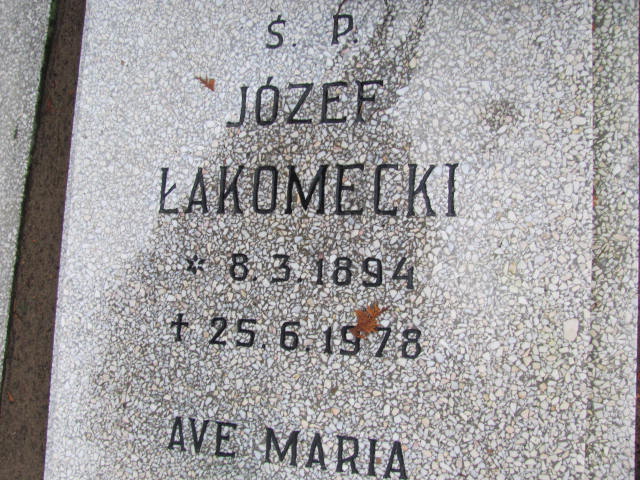 Ś. P.
JÓZEF
ŁAKOMECKI
* 8.3.1894
† 25.6.1978
AVE MARIA